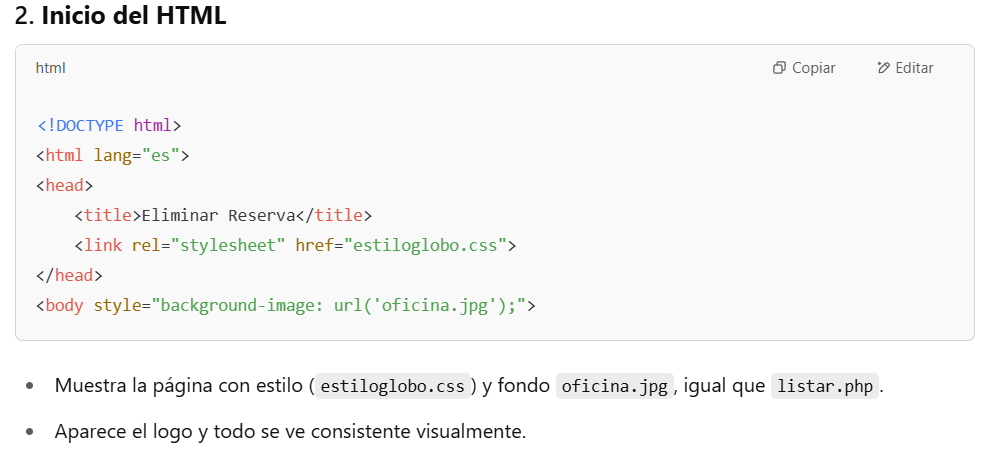 2. Inicio del HTML
html Copiar Editar
<!DOCTYPE html>
<html lang="es">
<head>
    <title>Eliminar Reserva</title>
    <link rel="stylesheet" href="estiloglobo.css">
</head>
<body style="background-image: url('oficina.jpg');">
• Muestra la página con estilo (estiloglobo.css) y fondo oficina.jpg, igual que listar.php.
• Aparece el logo y todo se ve consistente visualmente.